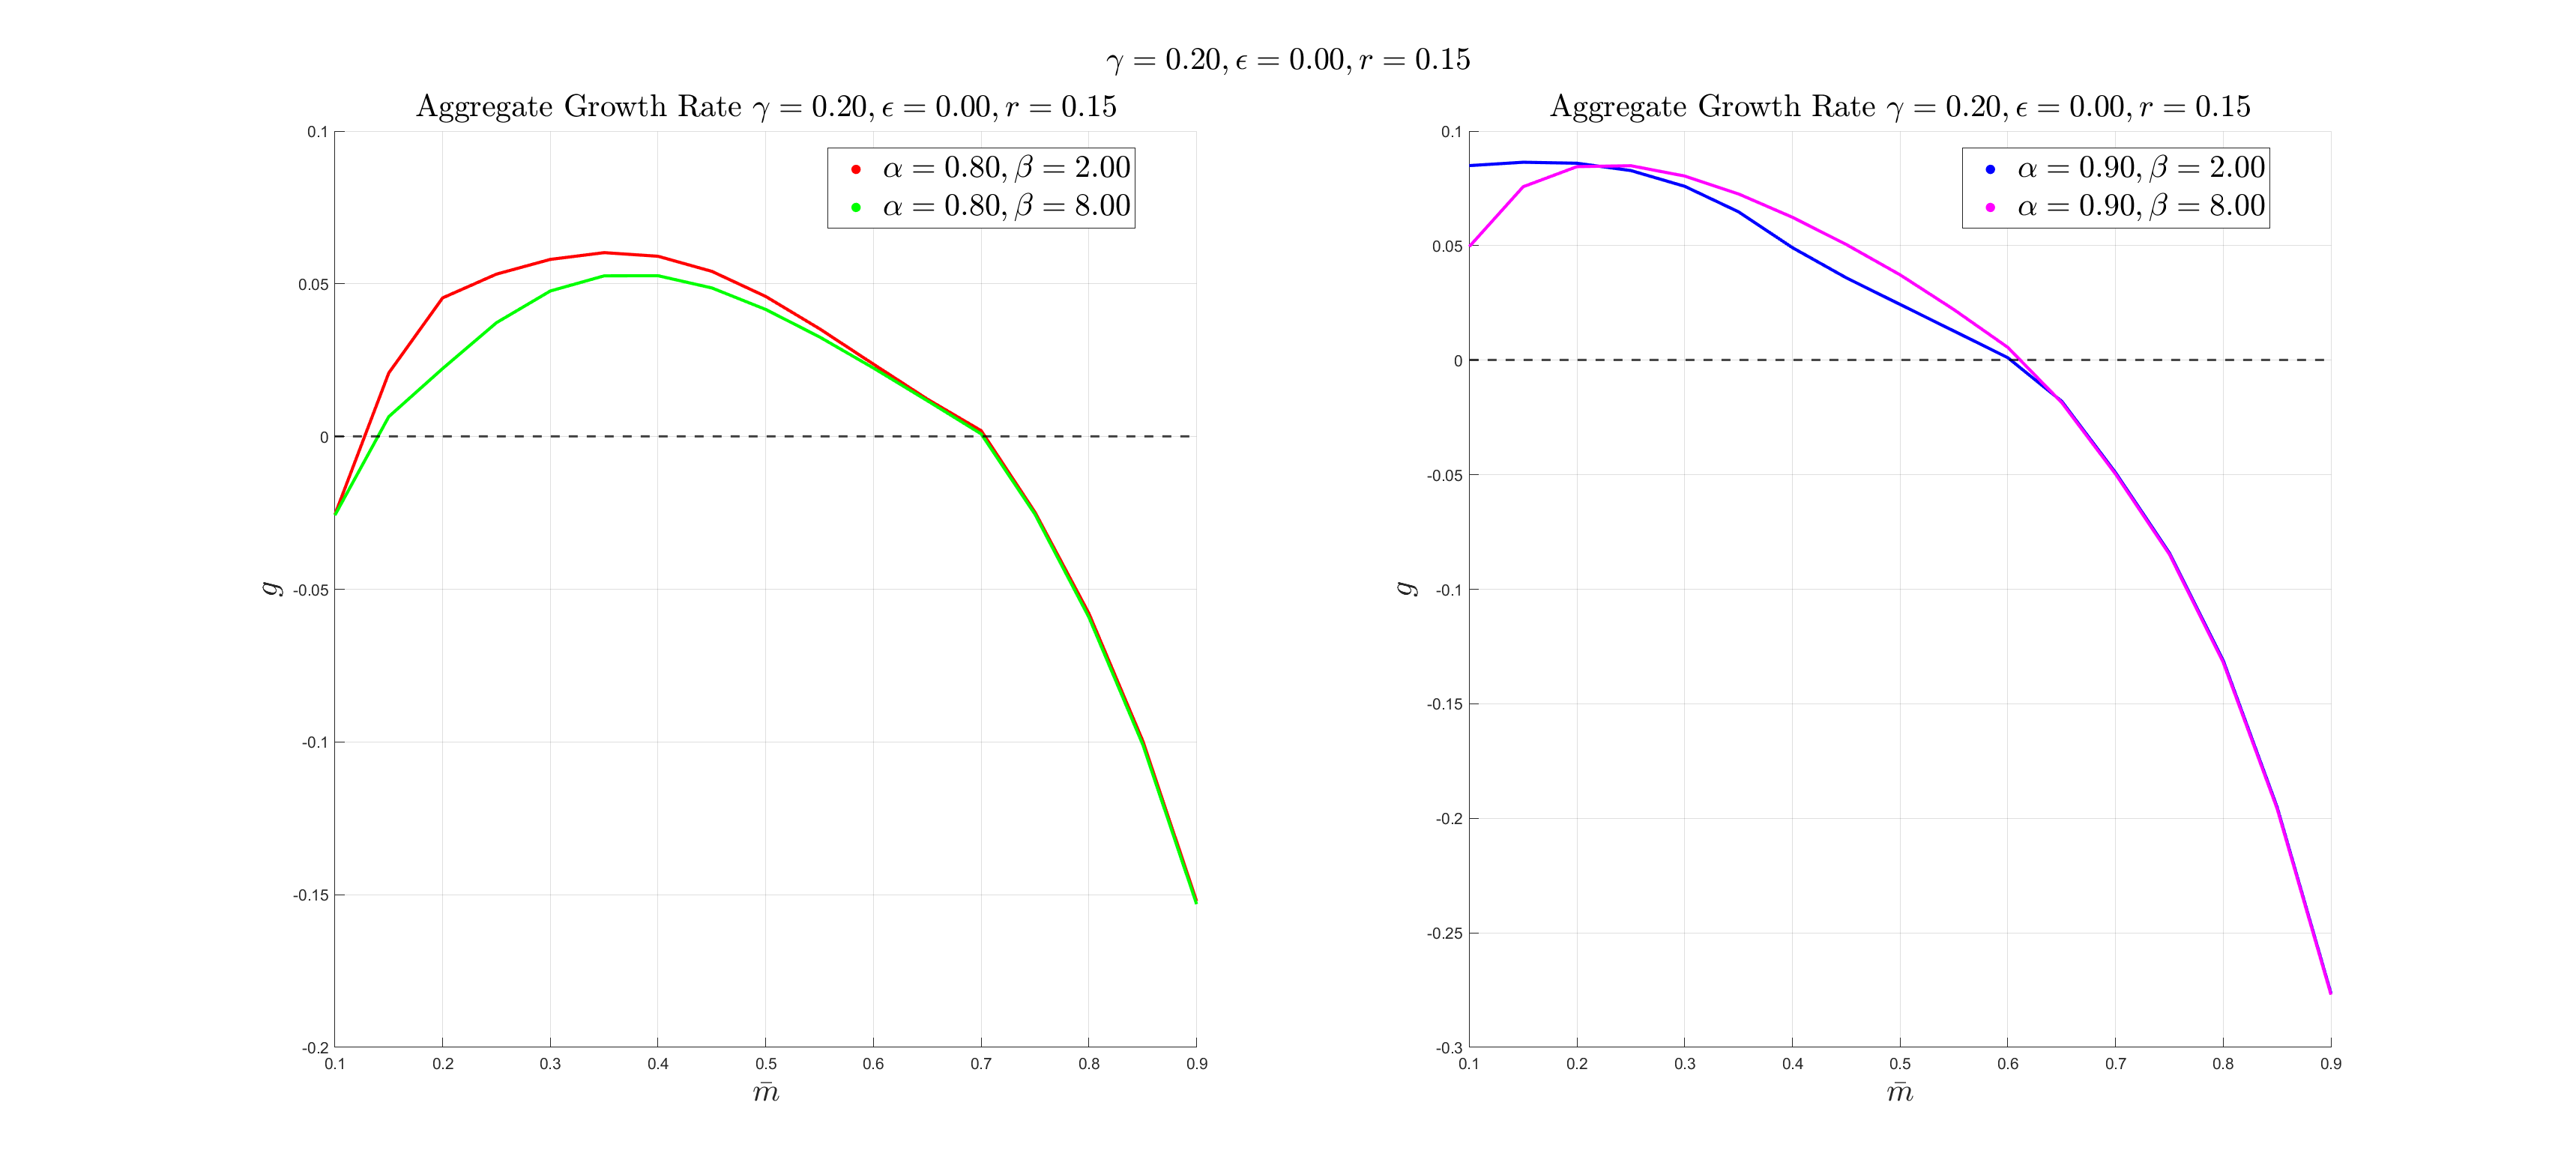 γ = 0.20, ϵ = 0.00, r = 0.15
Aggregate Growth Rate γ = 0.20, ϵ = 0.00, r = 0.15
α = 0.80, β = 2.00
α = 0.80, β = 8.00
0.1
0.05
0
-0.05
-0.1
-0.15
-0.2
g
0.1 0.2 0.3 0.4 0.5 0.6 0.7 0.8 0.9
m̄
Aggregate Growth Rate γ = 0.20, ϵ = 0.00, r = 0.15
α = 0.90, β = 2.00
α = 0.90, β = 8.00
0.1
0.05
0
-0.05
-0.1
-0.15
-0.2
-0.25
-0.3
g
0.1 0.2 0.3 0.4 0.5 0.6 0.7 0.8 0.9
m̄